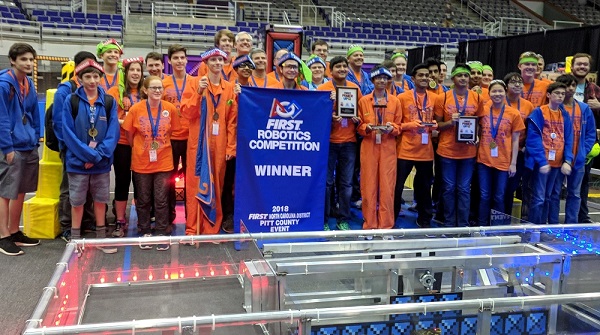 FIRST
ROBOTICS
COMPETITION
WINNER
2018
FIRST NORTH CAROLINA DISTRICT
PITT COUNTY
EVENT